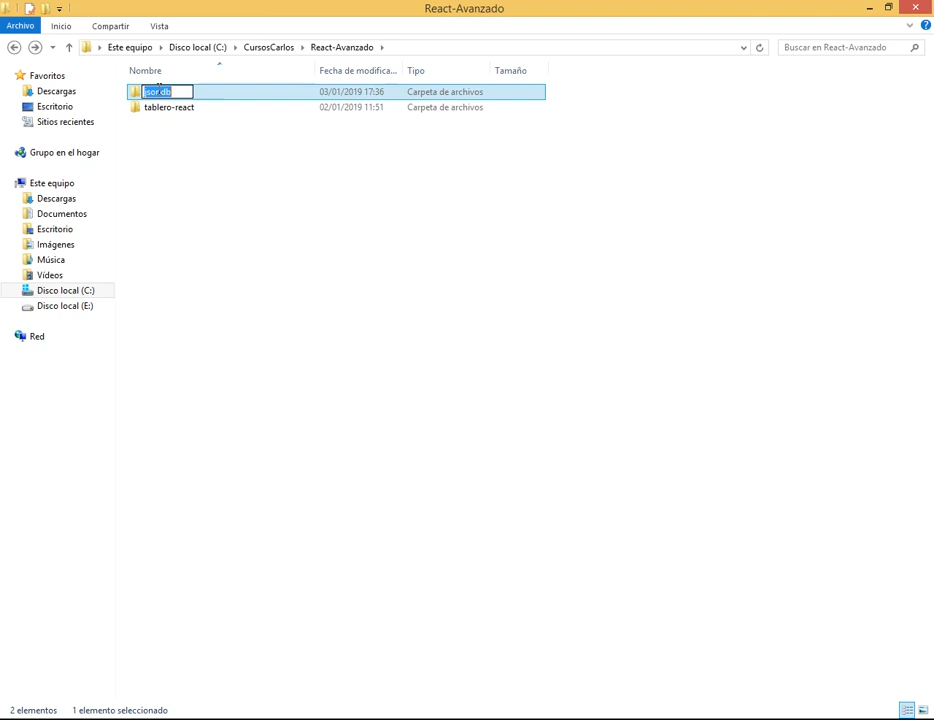 React-Avanzado
Archivo Inicio Compartir Vista
Este equipo Disco local (C:) CursosCarlos React-Avanzado Buscar en React-Avanzado
Nombre Fecha de modifica... Tipo Tamaño
03/01/2019 17:36 Carpeta de archivos
tablero-react 02/01/2019 11:51 Carpeta de archivos
Favoritos
Descargas
Escritorio
Sitios recientes
Grupo en el hogar
Este equipo
Descargas
Documentos
Escritorio
Imágenes
Música
Vídeos
Disco local (C:)
Disco local (E:)
Red
2 elementos 1 elemento seleccionado